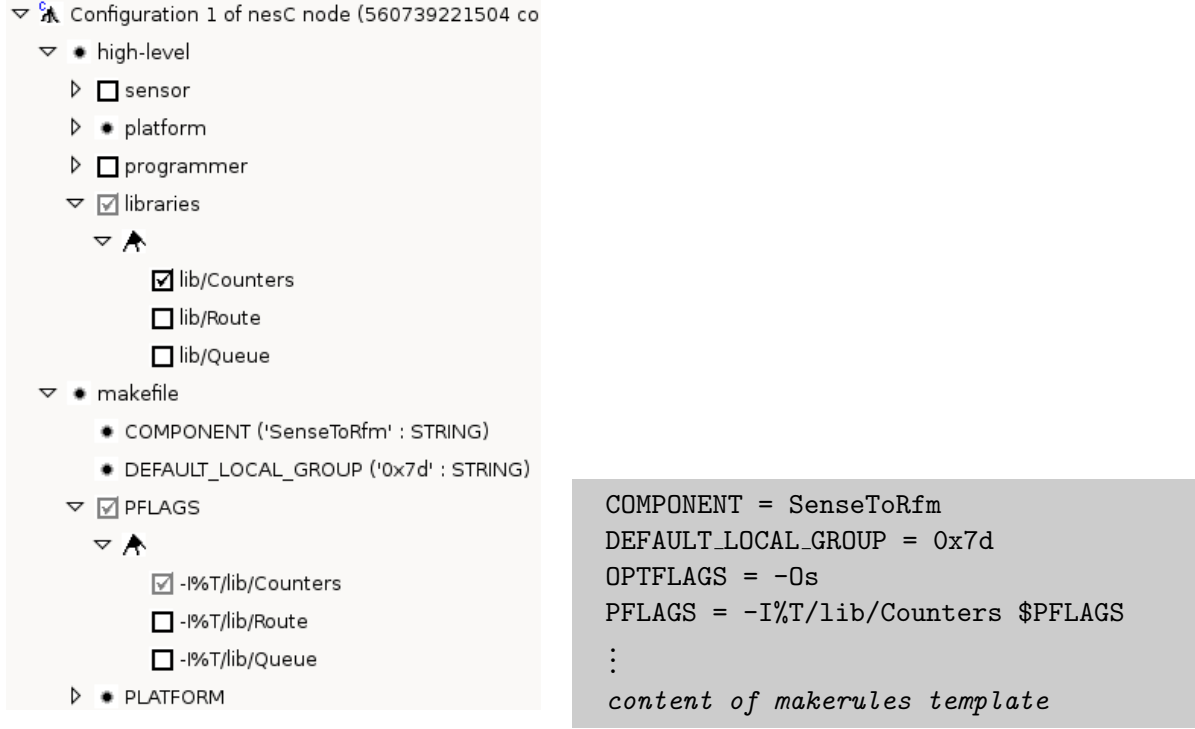 Configuration 1 of nesC node (560739221504 co
high-level
sensor
platform
programmer
libraries
lib/Counters
lib/Route
lib/Queue
makefile
COMPONENT ('SenseToRfm' : STRING)
DEFAULT_LOCAL_GROUP ('0x7d' : STRING)
PFLAGS
-I%T/lib/Counters
-I%T/lib/Route
-I%T/lib/Queue
PLATFORM
COMPONENT = SenseToRfm
DEFAULT_LOCAL_GROUP = 0x7d
OPTFLAGS = -Os
PFLAGS = -I%T/lib/Counters $PFLAGS
⋮
content of makerules template